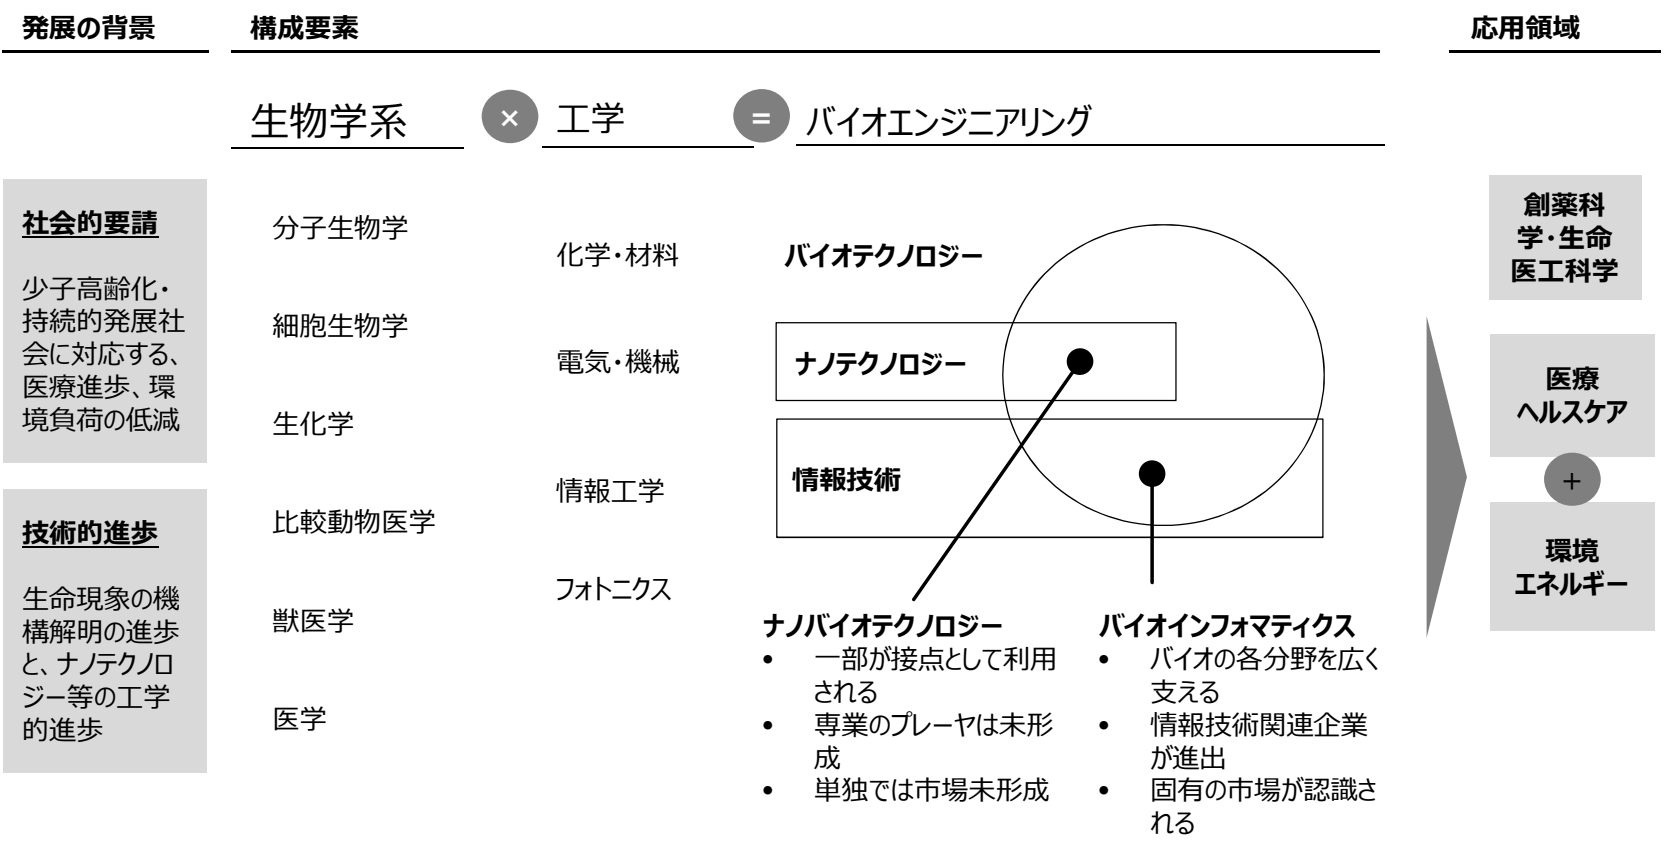 発展の背景
構成要素
応用領域
生物学系
×
工学
=
バイオエンジニアリング
社会的要請
少子高齢化・
持続的発展社
会に対応する、
医療進歩、環
境負荷の低減
技術的進歩
生命現象の機
構解明の進歩
と、ナノテクノロ
ジー等の工学
的進歩
分子生物学
細胞生物学
生化学
比較動物医学
獣医学
医学
化学・材料
電気・機械
情報工学
フォトニクス
バイオテクノロジー
ナノテクノロジー
情報技術
ナノバイオテクノロジー
• 一部が接点として利用
される
• 専業のプレーヤは未形
成
• 単独では市場未形成
バイオインフォマティクス
• バイオの各分野を広く
支える
• 情報技術関連企業
が進出
• 固有の市場が認識さ
れる
創薬科
学・生命
医工科学
医療
ヘルスケア
+
環境
エネルギー